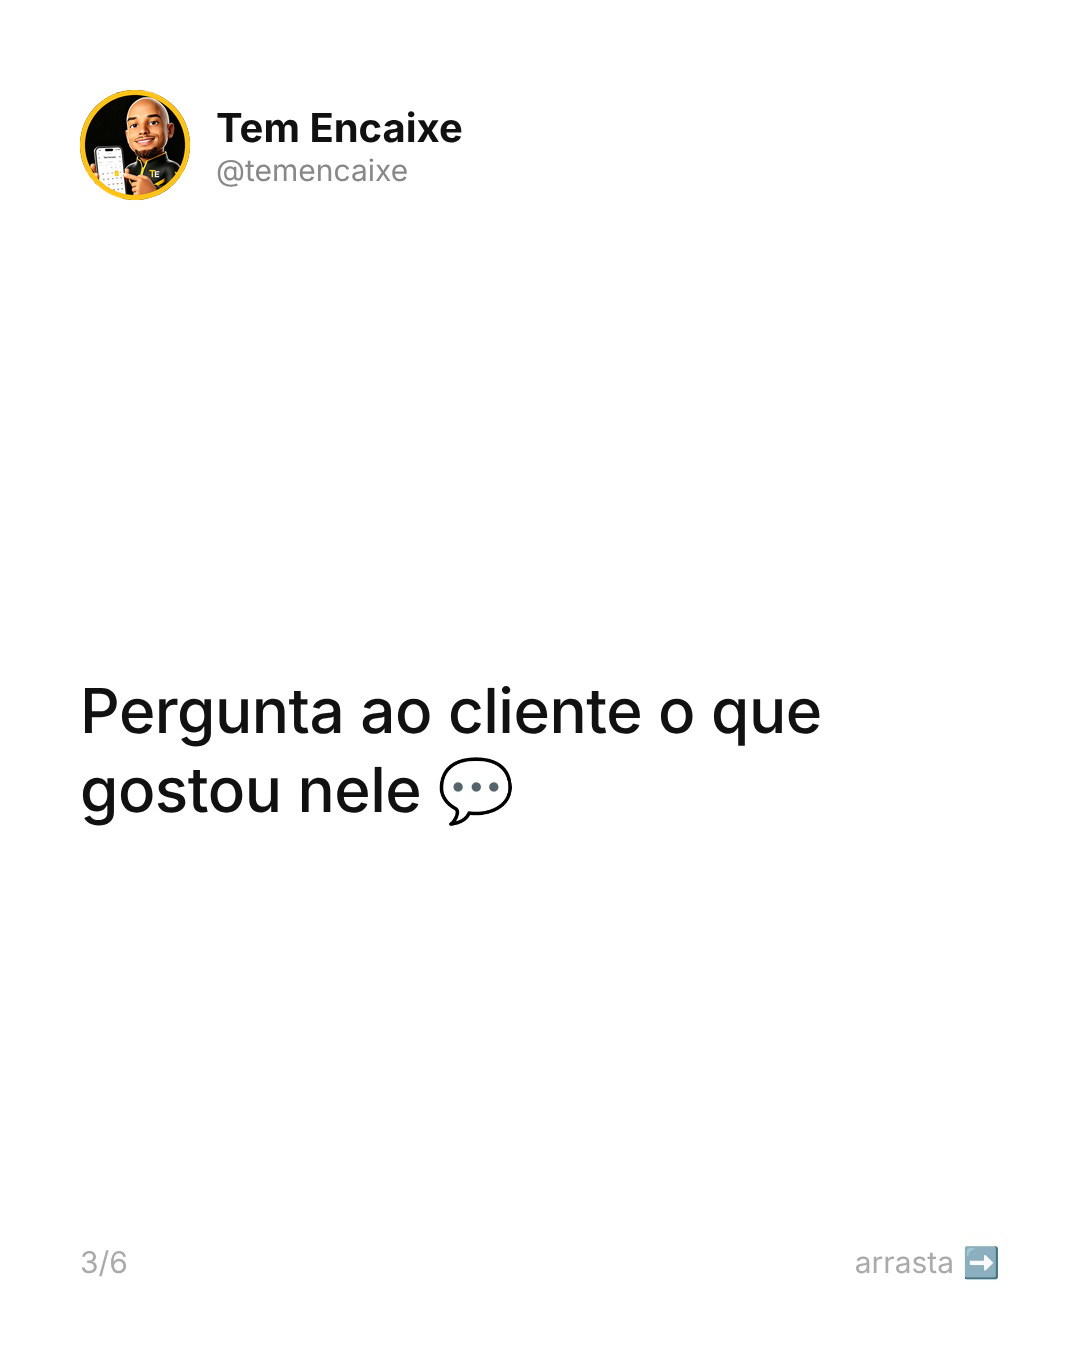 Tem Encaixe
@temencaixe
Pergunta ao cliente o que
gostou nele 💬
3/6
arrasta ➡️